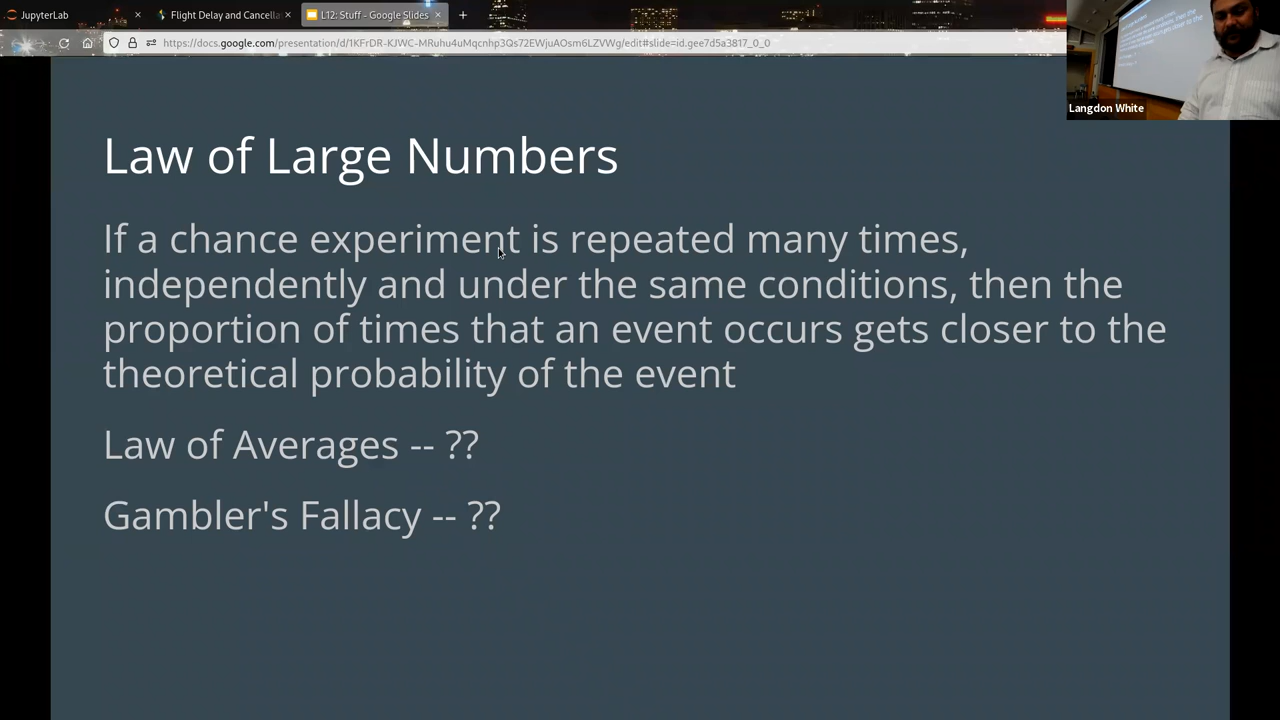 JupyterLab
Flight Delay and Cancella
L12: Stuff - Google Slides
https://docs.google.com/presentation/d/1KFrDR-KJWC-MRuhu4uMqcnhp3Qs72EWjuAOsm6LZVWg/edit#slide=id.gee7d5a3817_0_0
Langdon White
Law of Large Numbers
If a chance experiment is repeated many times,
independently and under the same conditions, then the
proportion of times that an event occurs gets closer to the
theoretical probability of the event
Law of Averages -- ??
Gambler's Fallacy -- ??